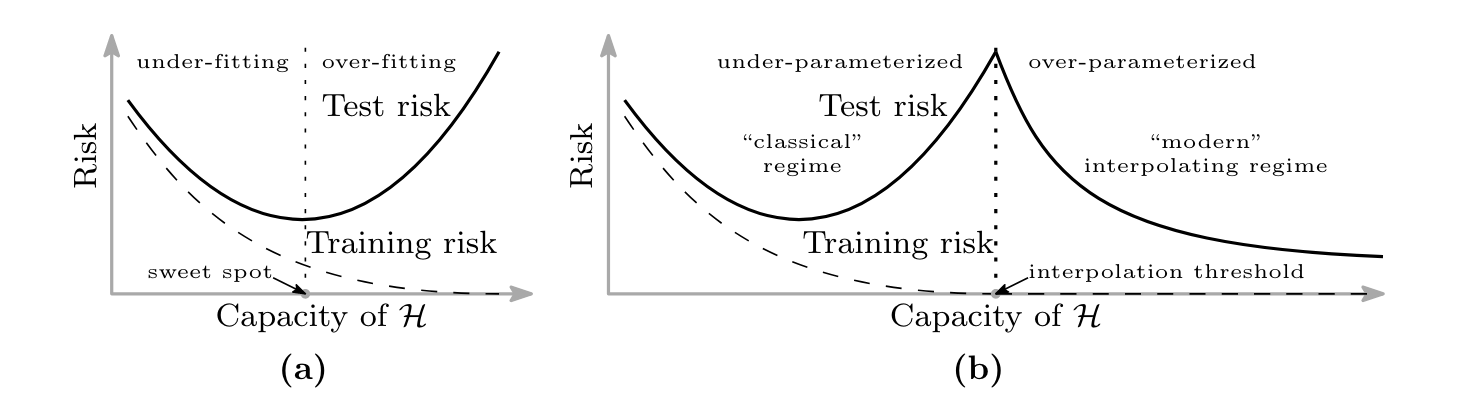 under-fitting
over-fitting
Test risk
Risk
Training risk
sweet spot
Capacity of ℋ
(a)
under-parameterized
over-parameterized
Test risk
“classical”
regime
“modern”
interpolating regime
Risk
Training risk
interpolation threshold
Capacity of ℋ
(b)